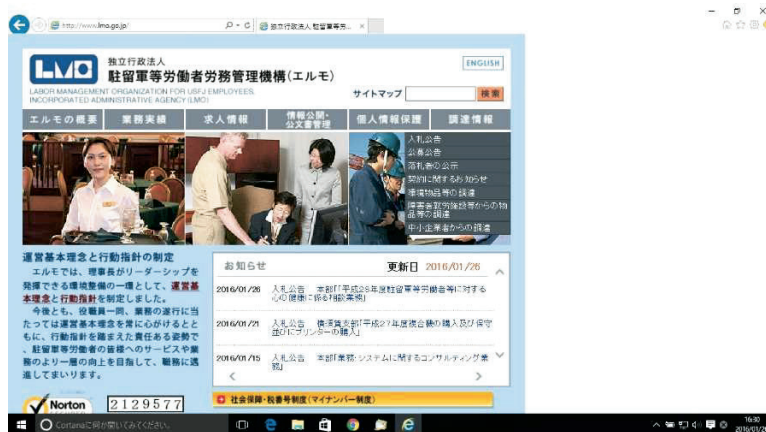 http://www.lmo.go.jp/
独立行政法人 駐留軍等労...
LMO
独立行政法人
駐留軍等労働者労務管理機構(エルモ)
LABOR MANAGEMENT ORGANIZATION FOR USFJ EMPLOYEES,
INCORPORATED ADMINISTRATIVE AGENCY (LMO)
ENGLISH
サイトマップ
検索
エルモの概要
業務実績
求人情報
情報公開・
公文書管理
個人情報保護
調達情報
入札公告
公募公告
落札者の公示
契約に関するお知らせ
環境物品等の調達
障害者就労施設等からの物
品等の調達
中小企業者からの調達
運営基本理念と行動指針の制定
エルモでは、理事長がリーダーシップを
発揮できる環境整備の一環として、運営基
本理念と行動指針を制定しました。
今後とも、役職員一同、業務の遂行に当
たっては運営基本理念を常に心がけるとと
もに、行動指針を踏まえた責任ある姿勢で
、駐留軍等労働者の皆様へのサービスや業
務のより一層の向上を目指して、職務に邁
進してまいります。
お知らせ
更新日 2016/01/26
2016/01/26 入札公告 本部「平成28年度駐留軍等労働者等に対する
心の健康に係る相談業務」
2016/01/21 入札公告 横須賀支部「平成27年度複合機の購入及び保守
並びにプリンターの購入」
2016/01/15 入札公告 本部「業務・システムに関するコンサルティング業
務」
Norton
2129577
社会保障・税番号制度(マイナンバー制度)
Cortanaに何か聞いてみてください。
16:30
2016/01/26